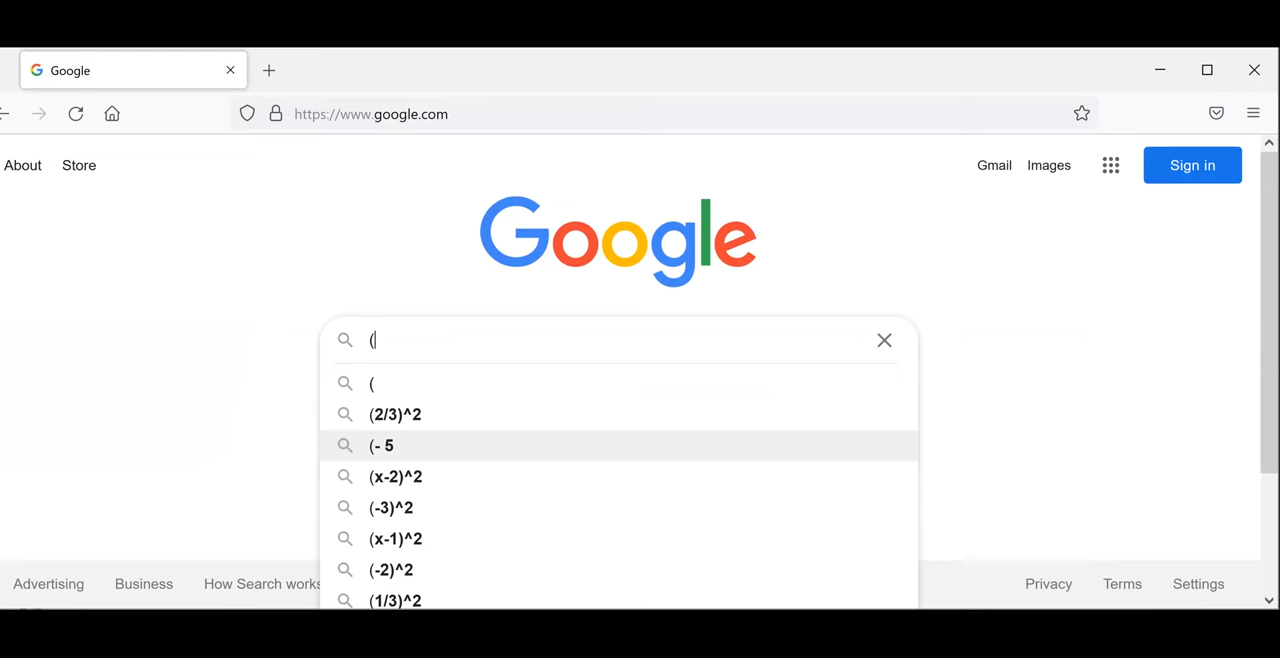 Google
https://www.google.com
About Store Gmail Images Sign in
Google
(
(
(2/3)^2
(- 5
(x-2)^2
(-3)^2
(x-1)^2
(-2)^2
(1/3)^2
Advertising Business How Search works Privacy Terms Settings